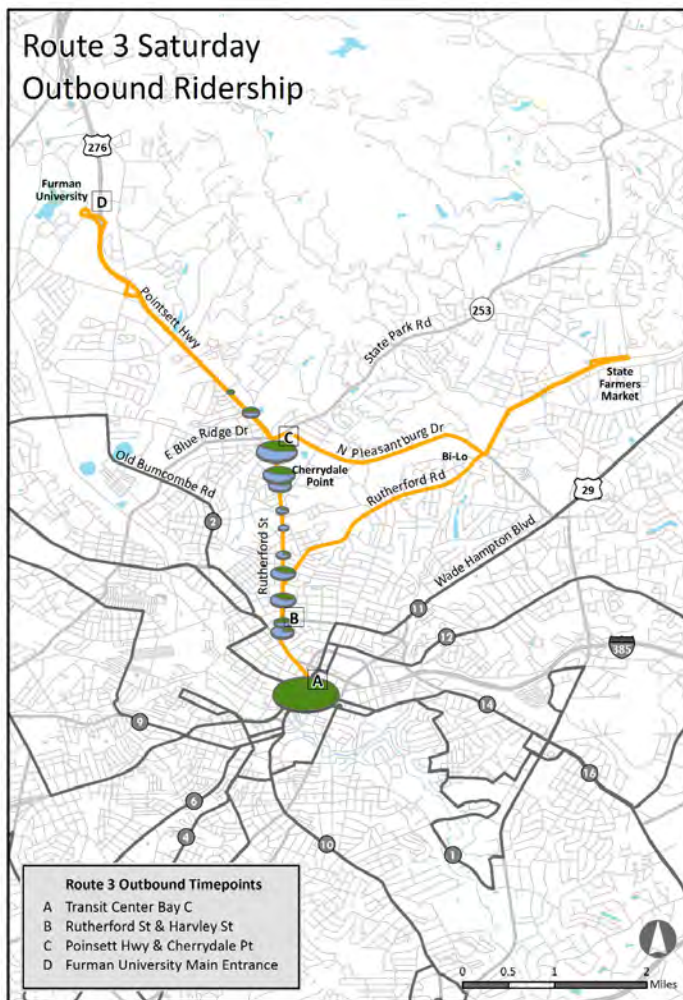 Route 3 Saturday
Outbound Ridership
276
Furman
University
D
Pointsett Hwy
State Park Rd
253
State
Farmers
Market
E Blue Ridge Dr
C
N Pleasantburg Dr
Cherrydale
Point
Bi-Lo
Old Bumcombe Rd
Rutherford Rd
29
2
Rutherford St
Wade Hampton Blvd
11
B
12
385
A
14
9
16
6
4
10
1
Route 3 Outbound Timepoints
A Transit Center Bay C
B Rutherford St & Harvley St
C Poinsett Hwy & Cherrydale Pt
D Furman University Main Entrance
0 0.5 1 2
Miles